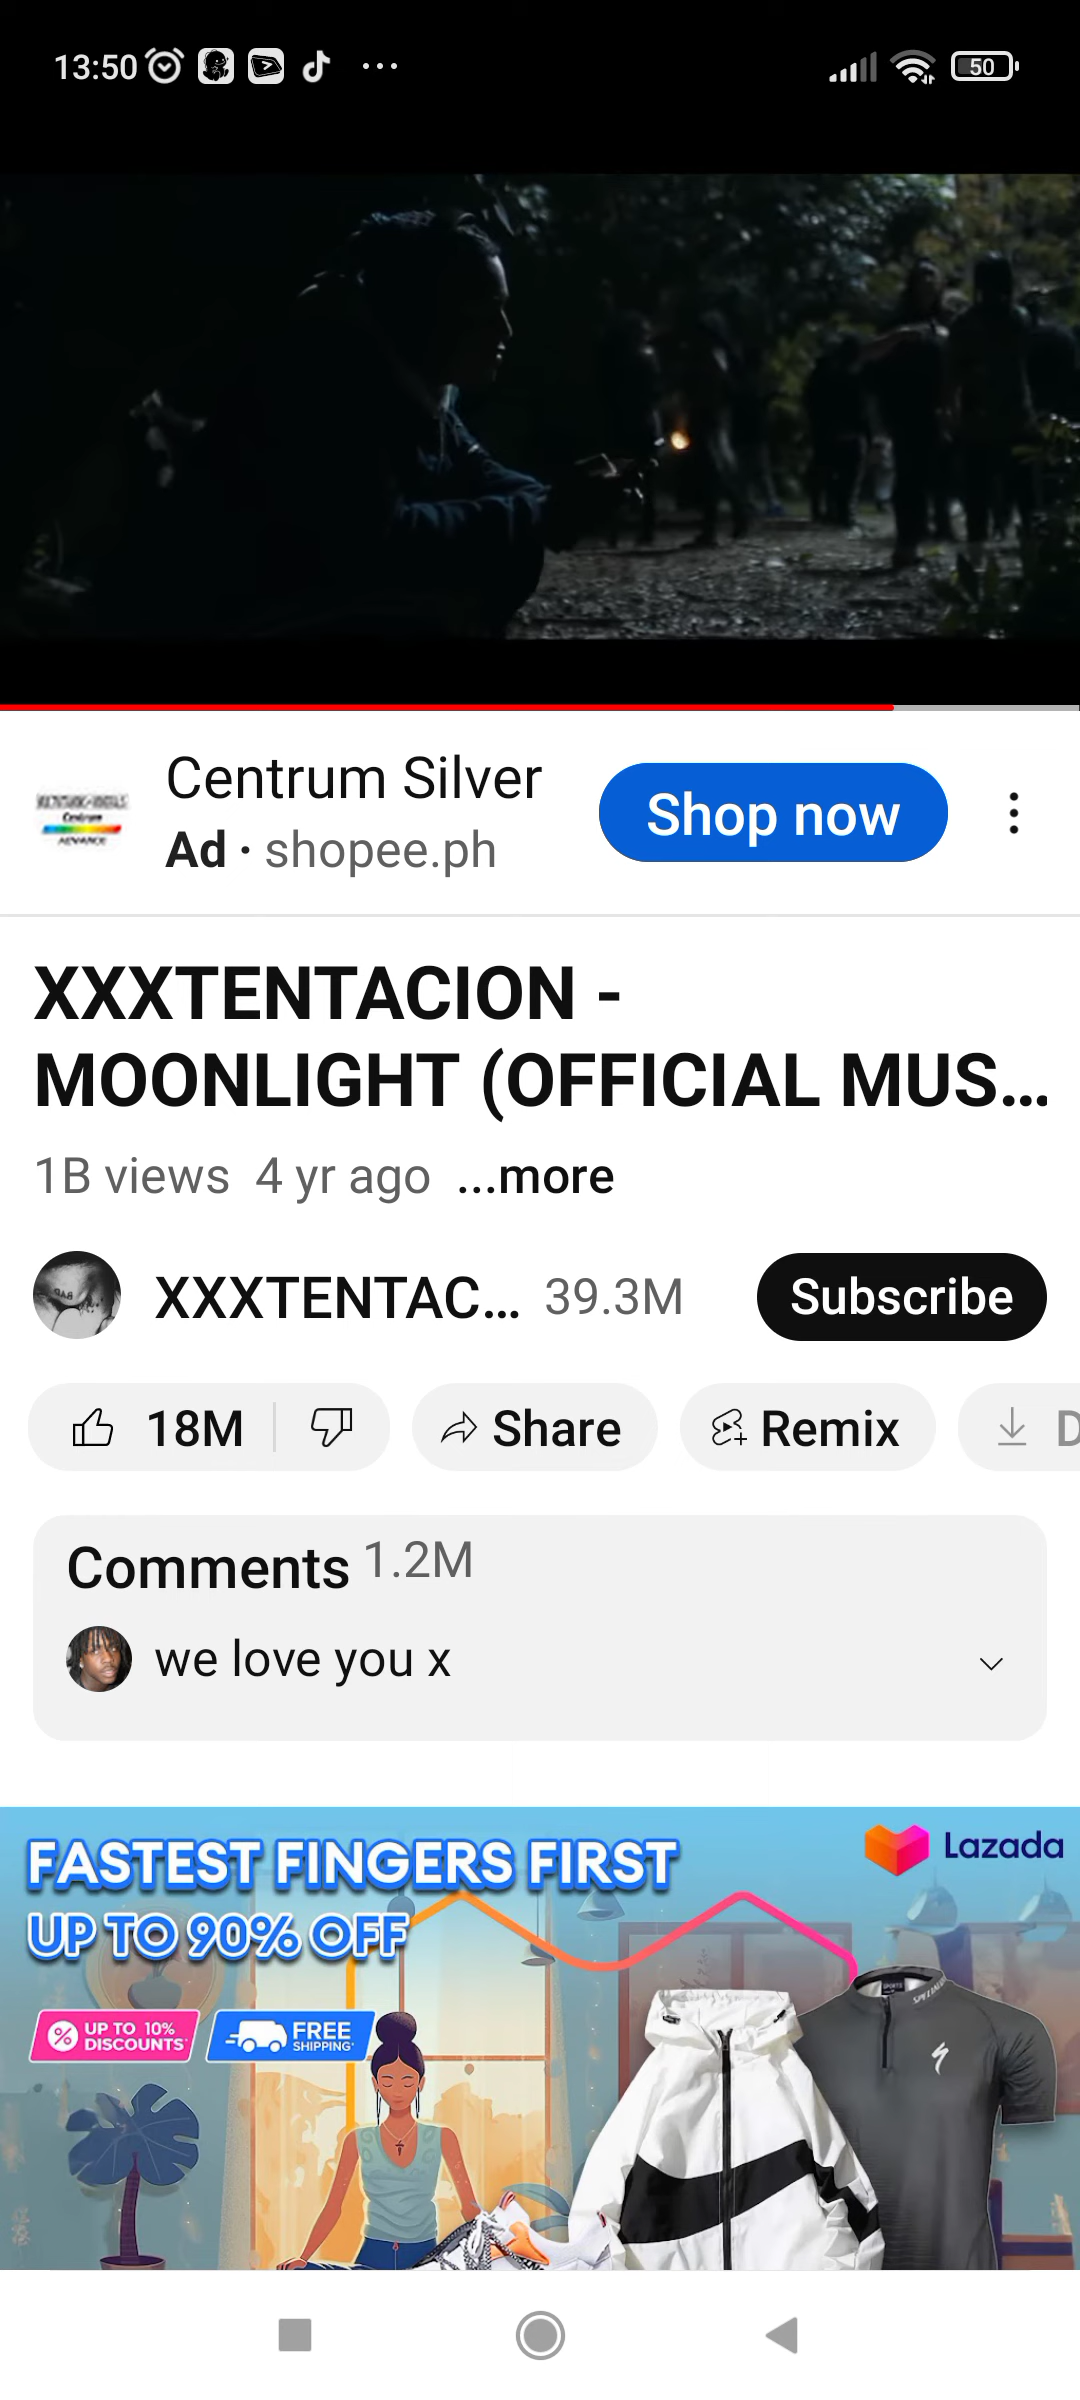 13:50
50
Centrum
ADVANCE
Centrum Silver
Shop now
Ad · shopee.ph
XXXTENTACION -
MOONLIGHT (OFFICIAL MUS...
1B views 4 yr ago ...more
XXXTENTAC... 39.3M
Subscribe
18M
Share
Remix
D
Comments 1.2M
we love you x
FASTEST FINGERS FIRST
Lazada
UP TO 90% OFF
UP TO 10%
DISCOUNTS*
FREE
SHIPPING*